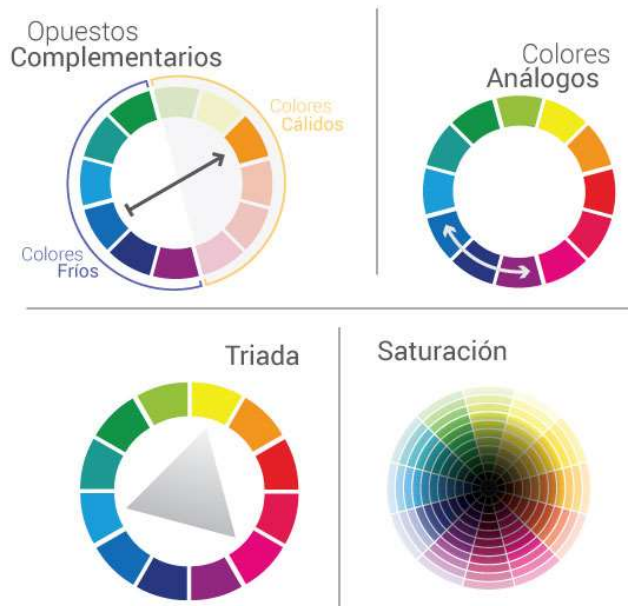 Opuestos
Complementarios
Colores
Cálidos
Colores
Fríos
Colores
Análogos
Triada
Saturación